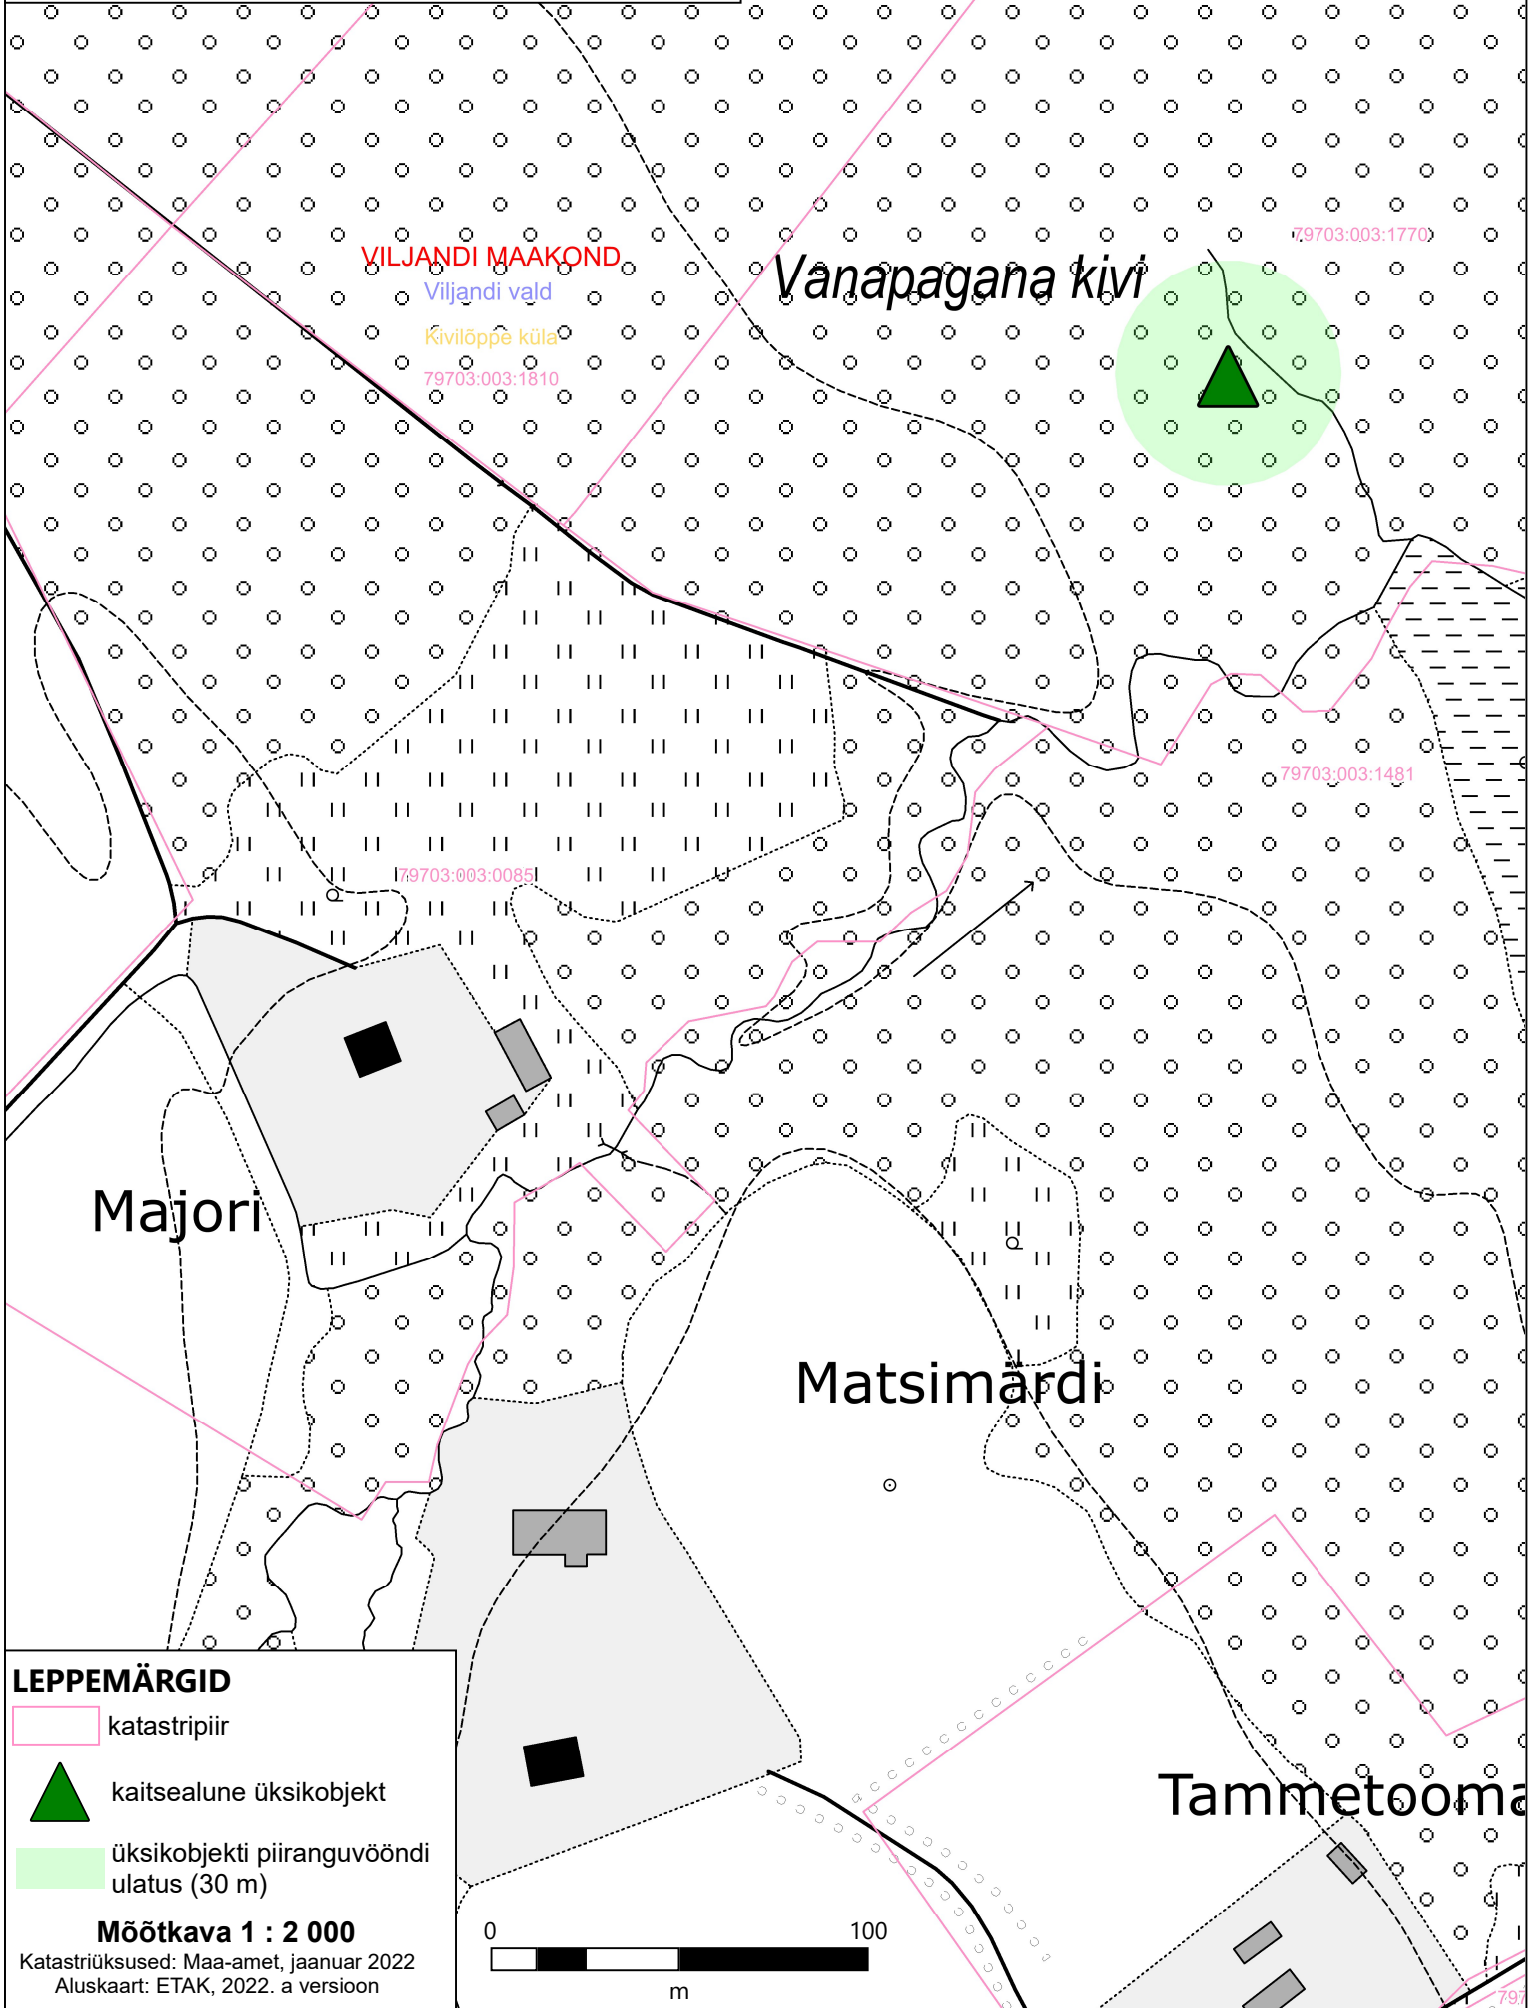 79703:003:1770
VILJANDI MAAKOND
Vanapagana kivi
Viljandi vald
Kivilõppe küla
79703:003:1810
79703:003:1481
79703:003:0085
Majori
Matsimärdi
Tammetooma
LEPPEMÄRGID
katastripiir
kaitsealune üksikobjekt
üksikobjekti piiranguvööndi
ulatus (30 m)
Mõõtkava 1 : 2 000
Katastriüksused: Maa-amet, jaanuar 2022
Aluskaart: ETAK, 2022. a versioon
0 100
m
797